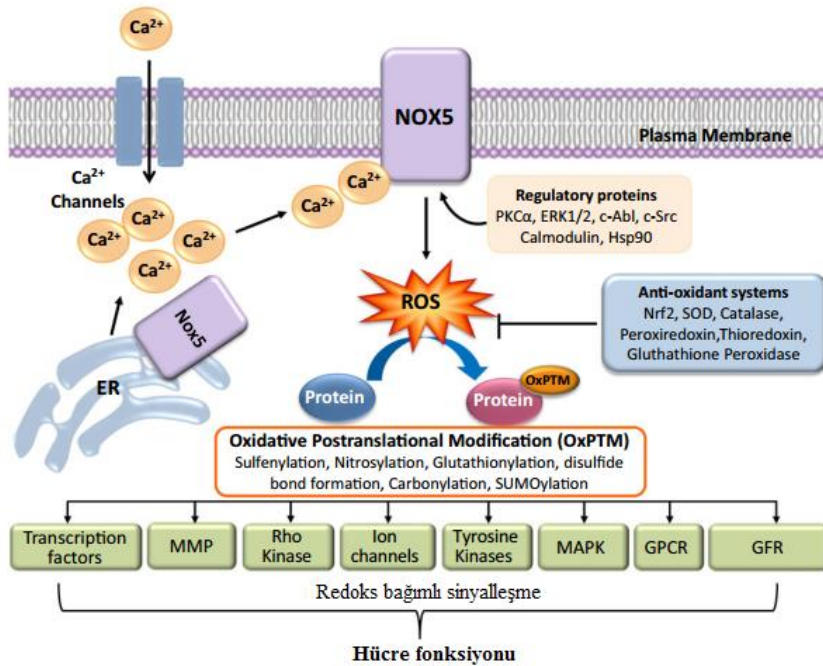 Ca²⁺
NOX5
Plasma Membrane
Ca²⁺
Channels
Ca²⁺
Ca²⁺
Ca²⁺
Ca²⁺
Ca²⁺
Ca²⁺
Regulatory proteins
PKCα, ERK1/2, c-Abl, c-Src
Calmodulin, Hsp90
Nox5
ER
ROS
Anti-oxidant systems
Nrf2, SOD, Catalase,
Peroxiredoxin,Thioredoxin,
Gluthathione Peroxidase
Protein
Protein
OxPTM
Oxidative Postranslational Modification (OxPTM)
Sulfenylation, Nitrosylation, Glutathionylation, disulfide
bond formation, Carbonylation, SUMOylation
Transcription
factors
MMP
Rho
Kinase
Ion
channels
Tyrosine
Kinases
MAPK
GPCR
GFR
Redoks bağımlı sinyalleşme
Hücre fonksiyonu